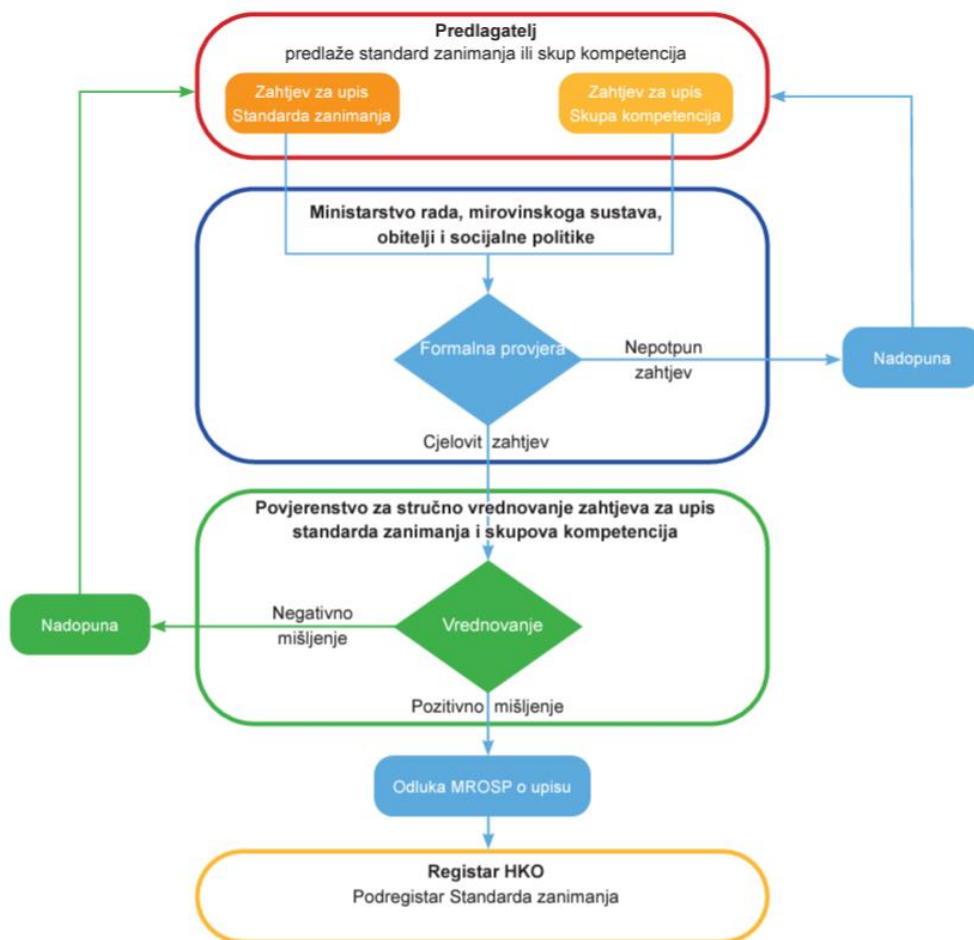 Predlagatelj
predlaže standard zanimanja ili skup kompetencija
Zahtjev za upis
Standarda zanimanja
Zahtjev za upis
Skupa kompetencija
Ministarstvo rada, mirovinskoga sustava,
obitelji i socijalne politike
Formalna provjera
Nepotpun
zahtjev
Nadopuna
Cjelovit zahtjev
Povjerenstvo za stručno vrednovanje zahtjeva za upis
standarda zanimanja i skupova kompetencija
Vrednovanje
Negativno
mišljenje
Nadopuna
Pozitivno mišljenje
Odluka MROSP o upisu
Registar HKO
Podregistar Standarda zanimanja